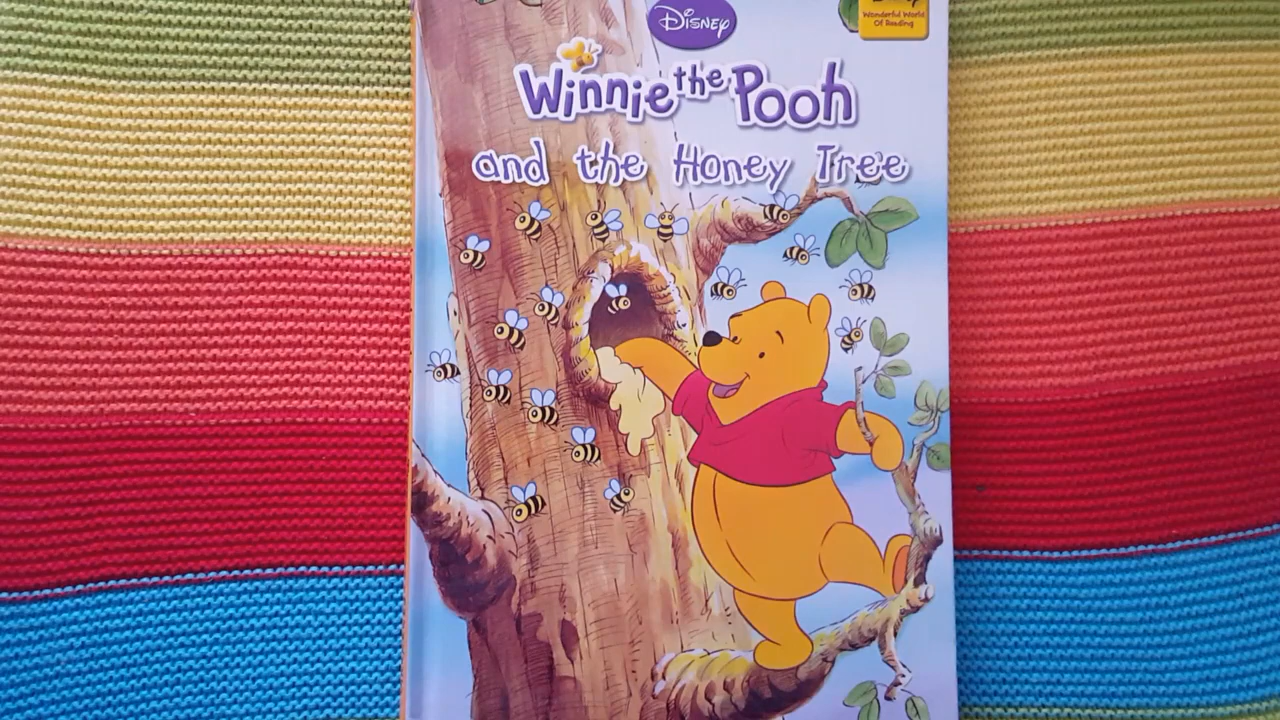 Disney
Wonderful World
Of Reading
Winnie the Pooh
and the Honey Tree